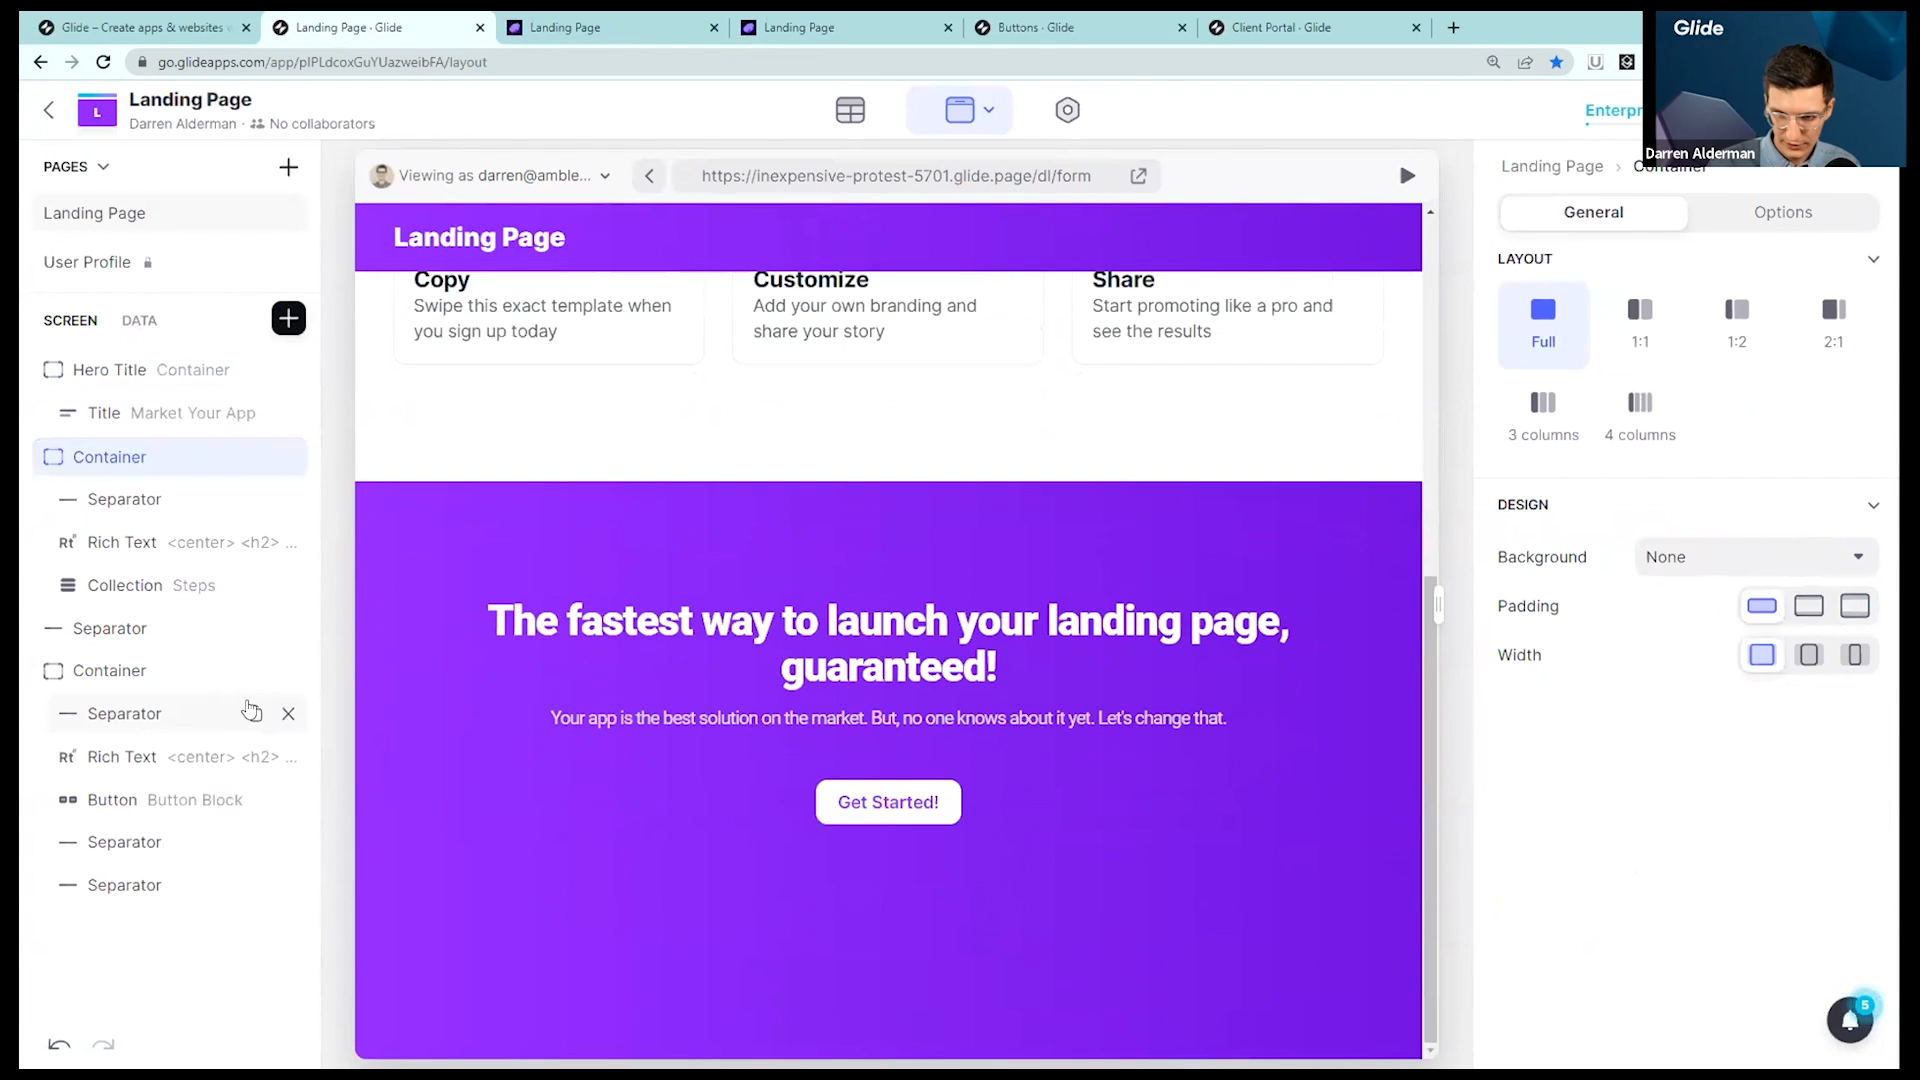 Glide – Create apps & websites w
Landing Page · Glide
Landing Page
Landing Page
Buttons · Glide
Client Portal · Glide
go.glideapps.com/app/pIPLdcoxGuYUazweibFA/layout
Glide
Darren Alderman
L
Landing Page
Darren Alderman · No collaborators
Enterpr
PAGES
Landing Page
User Profile
SCREEN DATA
Hero Title Container
Title Market Your App
Container
Separator
Rt Rich Text <center> <h2> ...
Collection Steps
Separator
Container
Separator
Rt Rich Text <center> <h2> ...
Button Button Block
Separator
Separator
Viewing as darren@amble...
https://inexpensive-protest-5701.glide.page/dl/form
Landing Page
Copy
Swipe this exact template when
you sign up today
Customize
Add your own branding and
share your story
Share
Start promoting like a pro and
see the results
The fastest way to launch your landing page,
guaranteed!
Your app is the best solution on the market. But, no one knows about it yet. Let's change that.
Get Started!
Landing Page › Container
General Options
LAYOUT
Full 1:1 1:2 2:1
3 columns 4 columns
DESIGN
Background None
Padding
Width
5